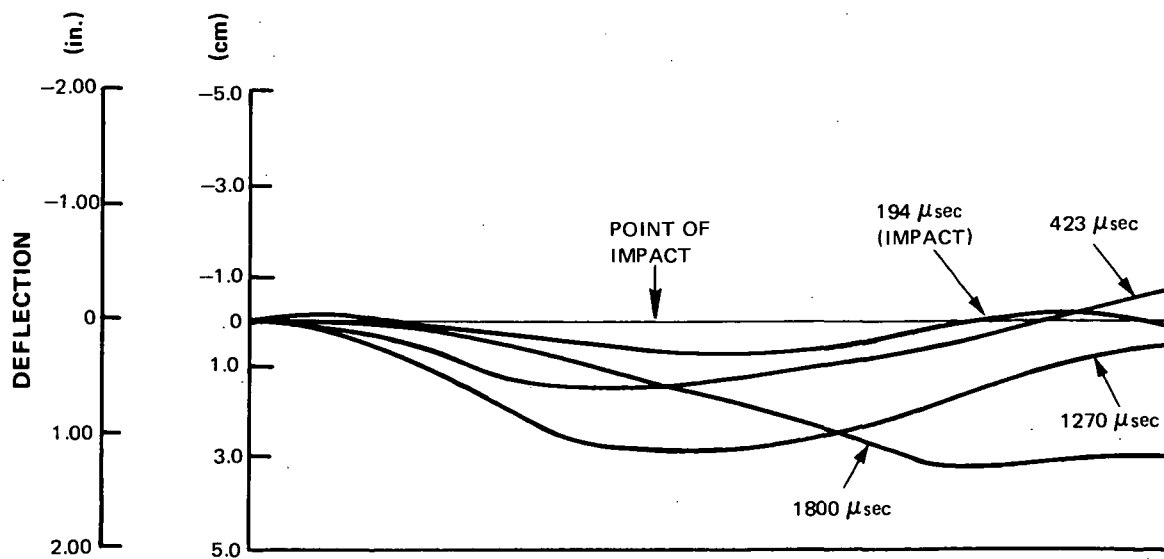 (in.)
(cm)
DEFLECTION
−2.00
−1.00
0
1.00
2.00
−5.0
−3.0
−1.0
.0
1.0
3.0
5.0
POINT OF
IMPACT
194 μsec
(IMPACT)
423 μsec
1270 μsec
1800 μsec